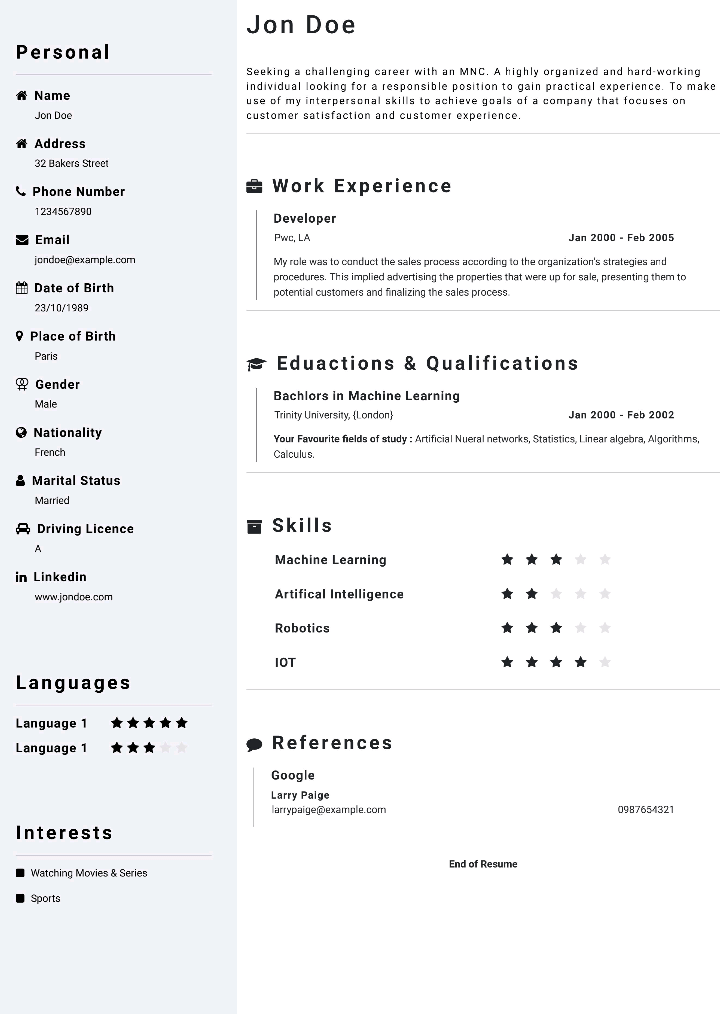 Personal
Name
Jon Doe
Address
32 Bakers Street
Phone Number
1234567890
Email
jondoe@example.com
Date of Birth
23/10/1989
Place of Birth
Paris
Gender
Male
Nationality
French
Marital Status
Married
Driving Licence
A
Linkedin
www.jondoe.com
Languages
Language 1
Language 1
Interests
Watching Movies & Series
Sports
Jon Doe
Seeking a challenging career with an MNC. A highly organized and hard-working
individual looking for a responsible position to gain practical experience. To make
use of my interpersonal skills to achieve goals of a company that focuses on
customer satisfaction and customer experience.
Work Experience
Developer
Pwc, LA Jan 2000 - Feb 2005
My role was to conduct the sales process according to the organization's strategies and
procedures. This implied advertising the properties that were up for sale, presenting them to
potential customers and finalizing the sales process.
Eduactions & Qualifications
Bachlors in Machine Learning
Trinity University, {London} Jan 2000 - Feb 2002
Your Favourite fields of study : Artificial Nueral networks, Statistics, Linear algebra, Algorithms,
Calculus.
Skills
Machine Learning
Artifical Intelligence
Robotics
IOT
References
Google
Larry Paige
larrypaige@example.com 0987654321
End of Resume